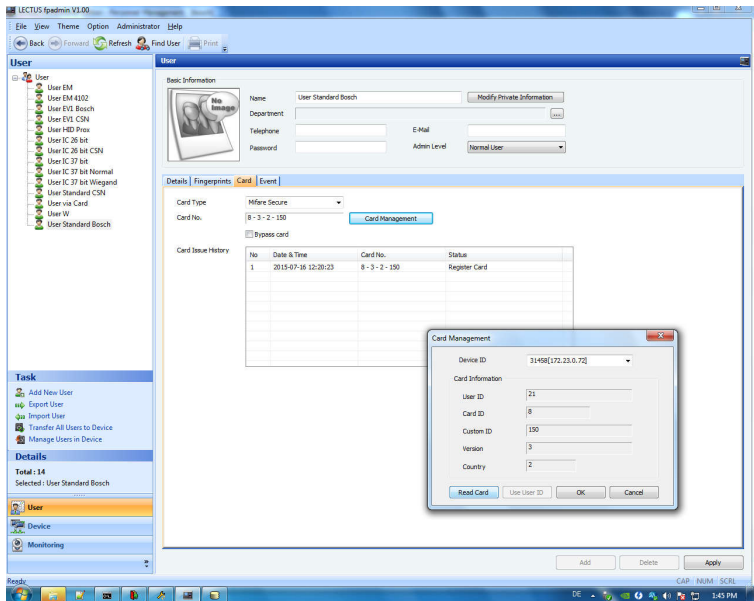 LECTUS fpadmin V1.00
File View Theme Option Administrator Help
Back Forward Refresh Find User Print
User
User
User EM
User EM 4102
User EV1 Bosch
User EV1 CSN
User HID Prox
User IC 26 bit
User IC 26 bit CSN
User IC 37 bit
User IC 37 bit Normal
User IC 37 bit Wiegand
User Standard CSN
User via Card
User W
User Standard Bosch
Task
Add New User
Export User
Import User
Transfer All Users to Device
Manage Users in Device
Details
Total : 14
Selected : User Standard Bosch
User
Device
Monitoring
Ready
User
Basic Information
No Image
Name User Standard Bosch Modify Private Information
Department ...
Telephone E-Mail
Password Admin Level Normal User
Details Fingerprints Card Event
Card Type Mifare Secure
Card No. 8 - 3 - 2 - 150 Card Management
Bypass card
Card Issue History
No Date & Time Card No. Status
1 2015-07-16 12:20:23 8 - 3 - 2 - 150 Register Card
Card Management
Device ID 31458[172.23.0.72]
Card Information
User ID 21
Card ID 8
Custom ID 150
Version 3
Country 2
Read Card Use User ID OK Cancel
Add Delete Apply
CAP NUM SCRL
DE 1:45 PM